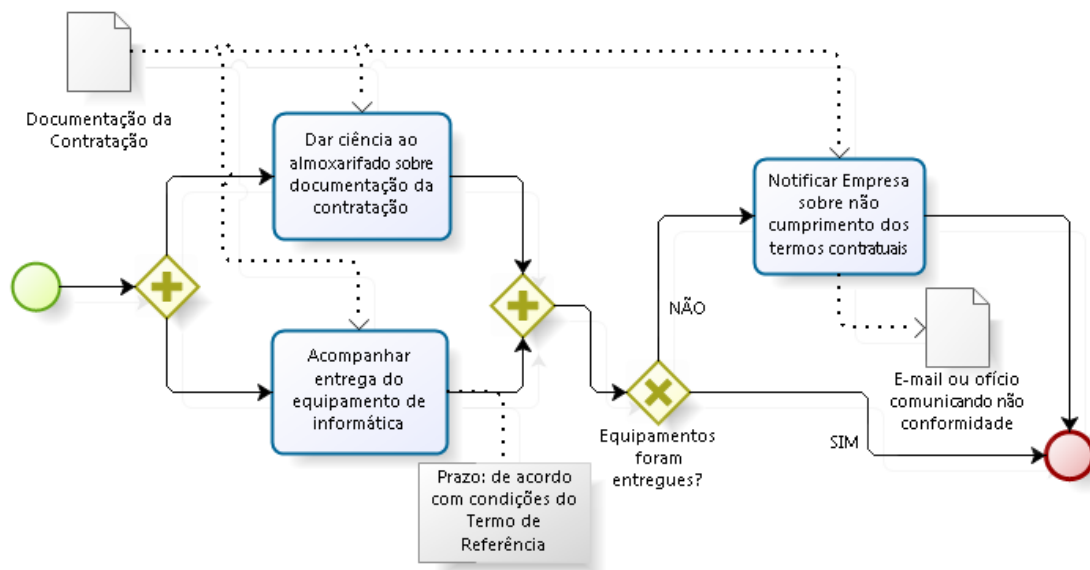 Documentação da
Contratação
Dar ciência ao
almoxarifado sobre
documentação da
contratação
Acompanhar
entrega do
equipamento de
informática
Prazo: de acordo
com condições do
Termo de
Referência
Equipamentos
foram
entregues?
NÃO
SIM
Notificar Empresa
sobre não
cumprimento dos
termos contratuais
E-mail ou ofício
comunicando não
conformidade